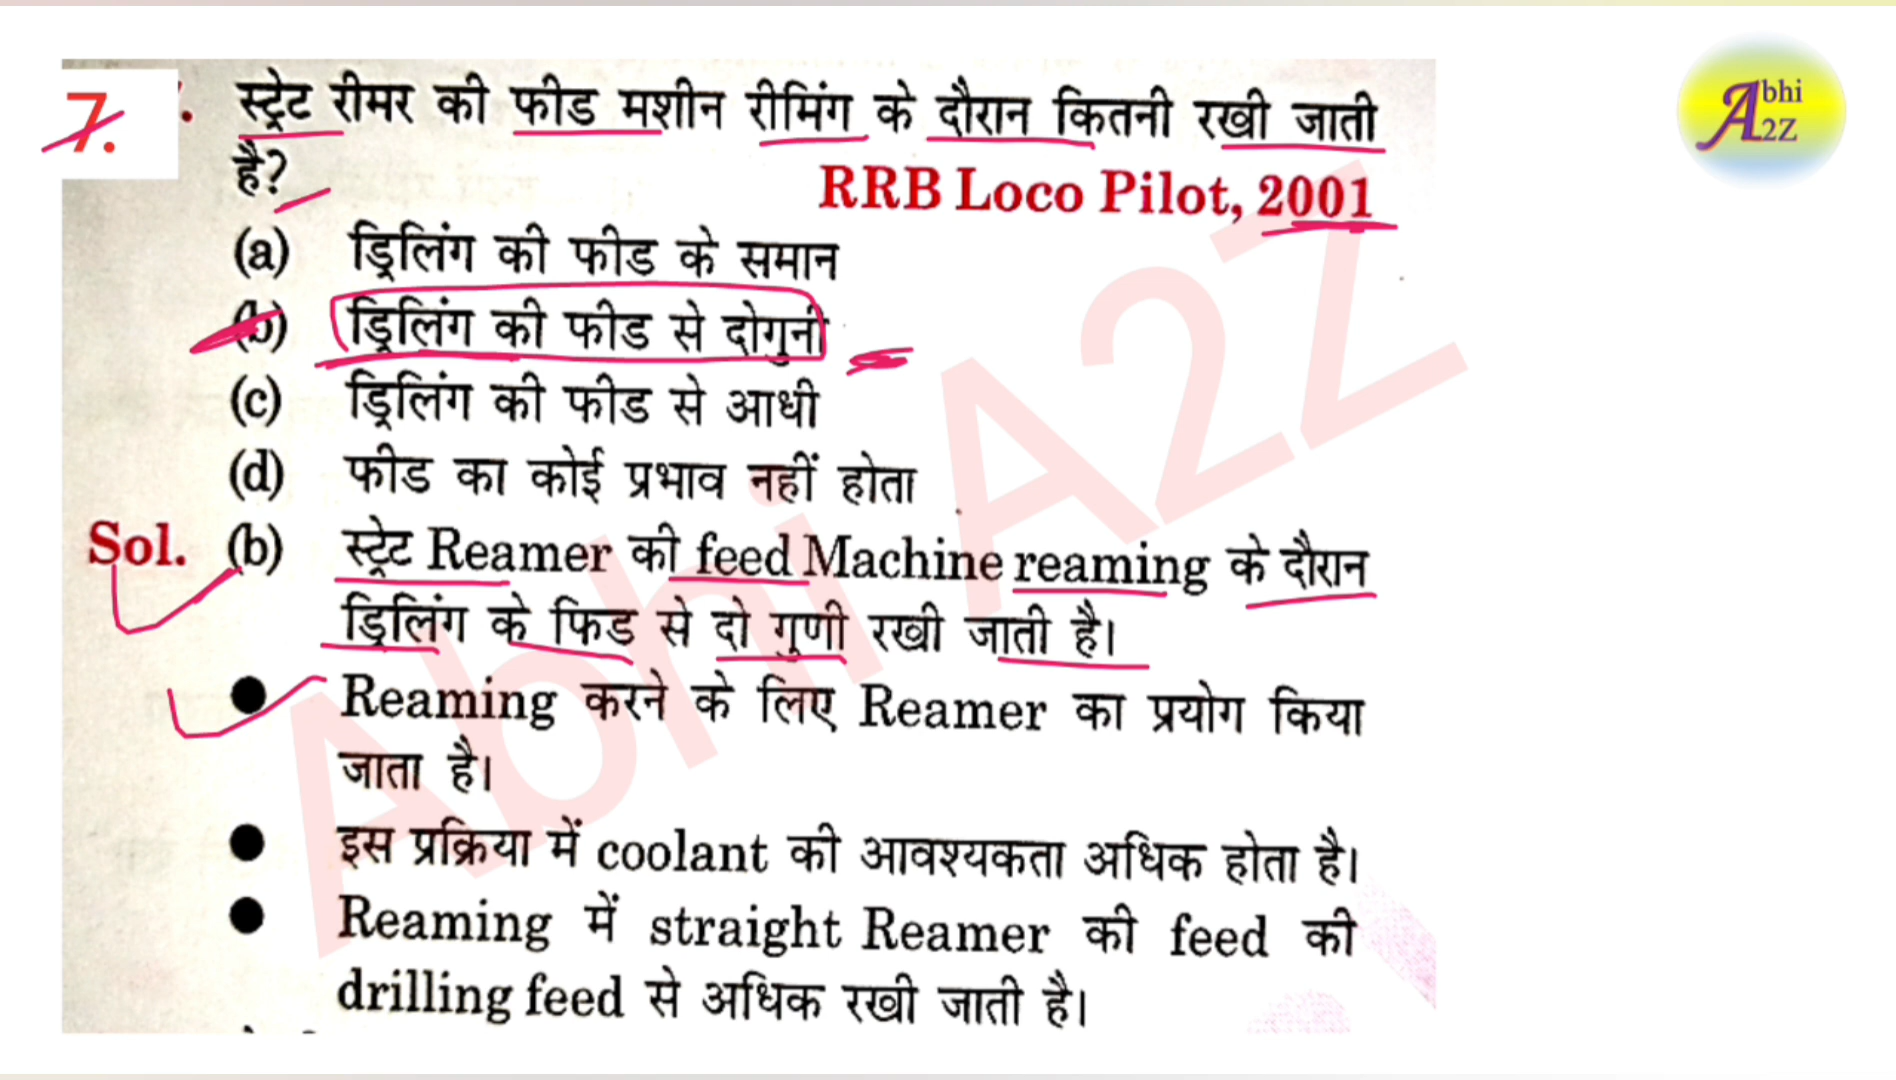 Abhi
A2Z
7. स्ट्रेट रीमर की फीड मशीन रीमिंग के दौरान कितनी रखी जाती
है?
RRB Loco Pilot, 2001
(a) ड्रिलिंग की फीड के समान
(b) ड्रिलिंग की फीड से दोगुनी
(c) ड्रिलिंग की फीड से आधी
(d) फीड का कोई प्रभाव नहीं होता
Sol. (b) स्ट्रेट Reamer की feed Machine reaming के दौरान
ड्रिलिंग के फिड से दो गुणी रखी जाती है।
● Reaming करने के लिए Reamer का प्रयोग किया
जाता है।
● इस प्रक्रिया में coolant की आवश्यकता अधिक होता है।
● Reaming में straight Reamer की feed की
drilling feed से अधिक रखी जाती है।
Abhi A2Z